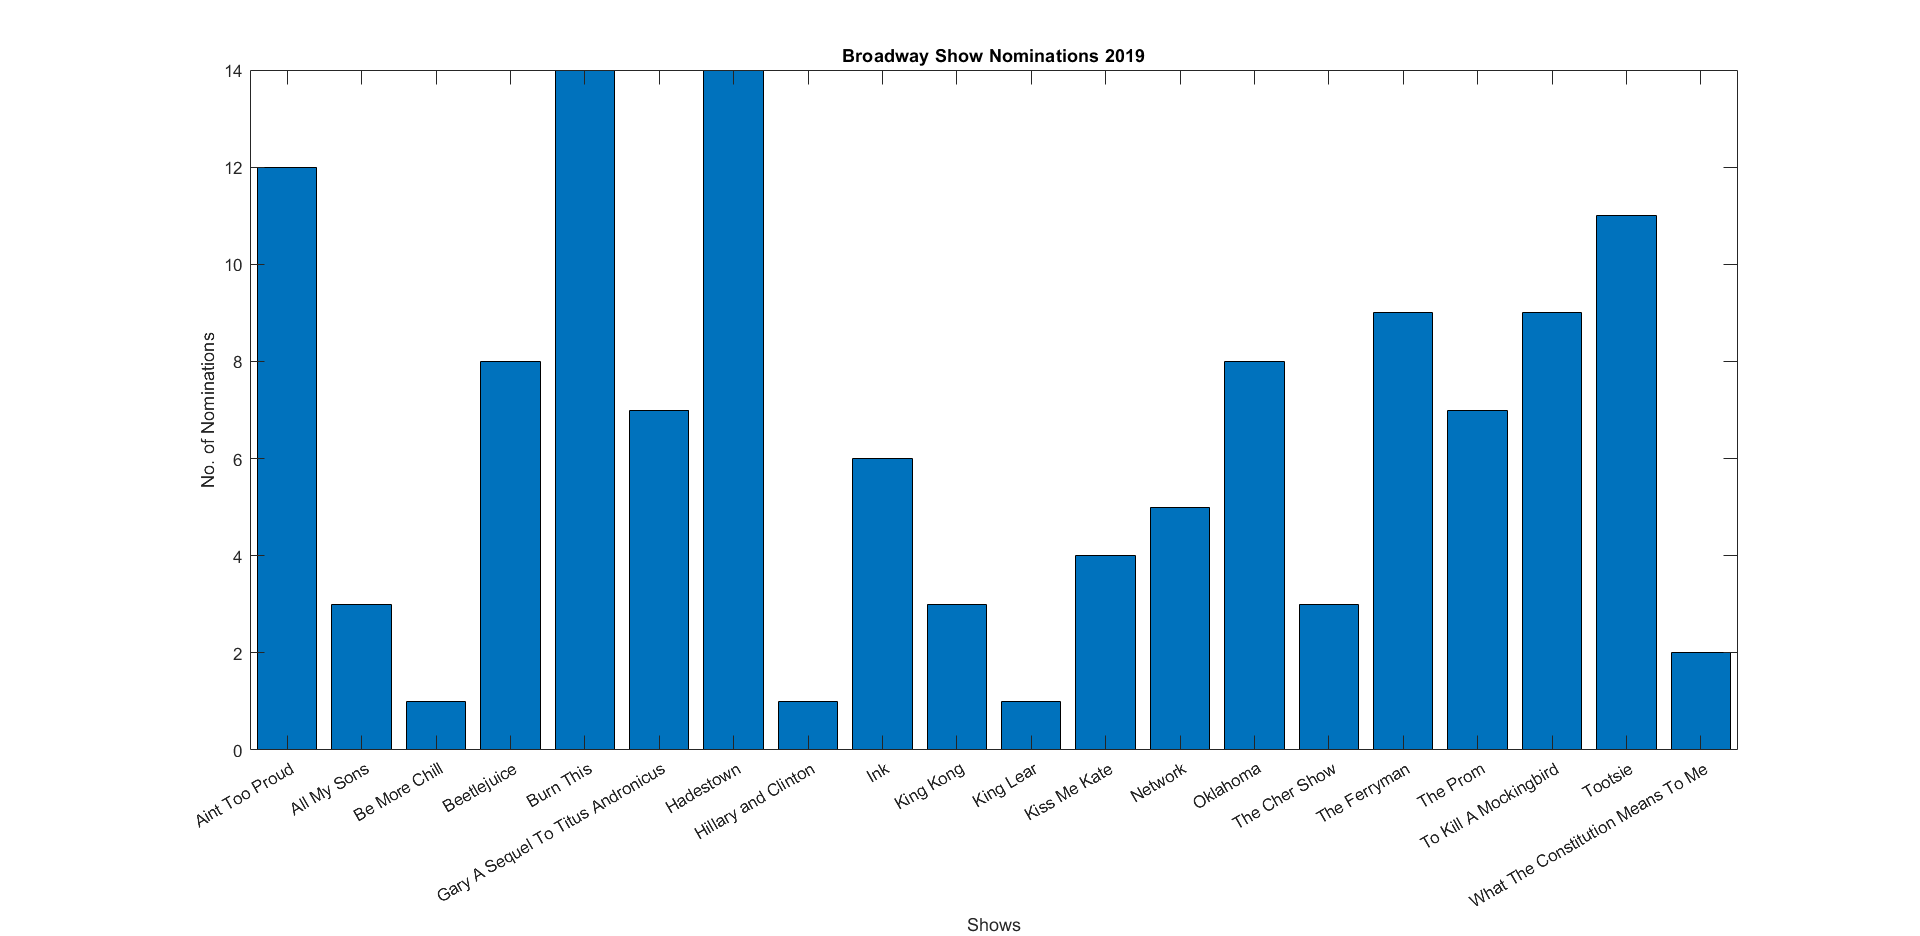 Broadway Show Nominations 2019
No. of Nominations
14
12
10
8
6
4
2
0
Aint Too Proud
All My Sons
Be More Chill
Beetlejuice
Burn This
Gary A Sequel To Titus Andronicus
Hadestown
Hillary and Clinton
Ink
King Kong
King Lear
Kiss Me Kate
Network
Oklahoma
The Cher Show
The Ferryman
The Prom
To Kill A Mockingbird
Tootsie
What The Constitution Means To Me
Shows